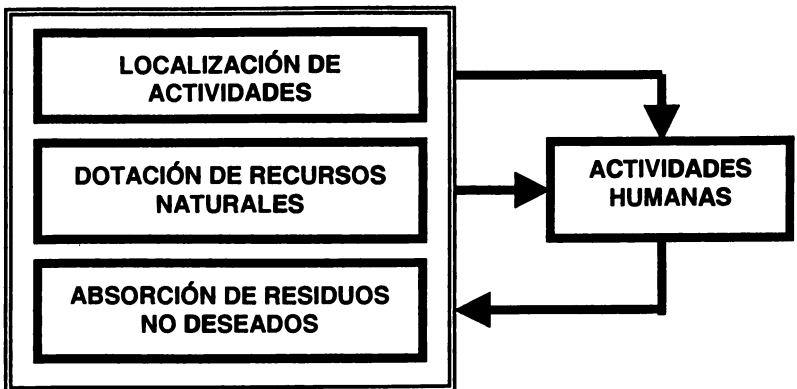 LOCALIZACIÓN DE
ACTIVIDADES
DOTACIÓN DE RECURSOS
NATURALES
ABSORCIÓN DE RESIDUOS
NO DESEADOS
ACTIVIDADES
HUMANAS